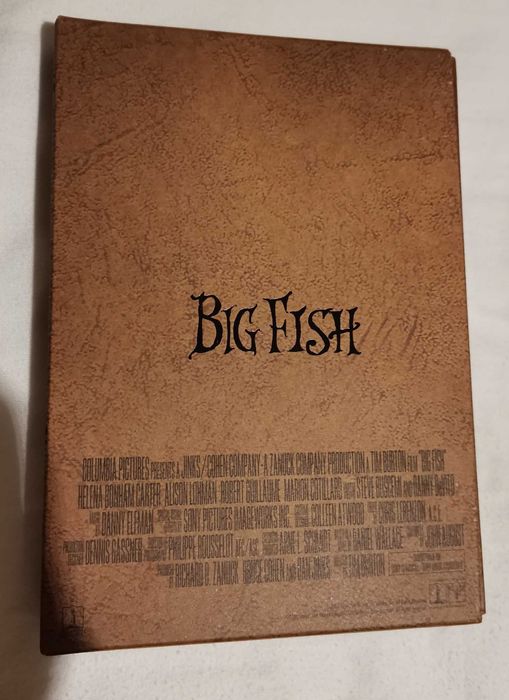 BIG FISH
COLUMBIA PICTURES PRESENTS A JINKS/COHEN COMPANY - A ZANUCK COMPANY PRODUCTION A TIM BURTON FILM "BIG FISH"
HELENA BONHAM CARTER ALISON LOHMAN ROBERT GUILLAUME MARION COTILLARD STEVE BUSCEMI AND DANNY DEVITO
DANNY ELFMAN SONY PICTURES IMAGEWORKS INC. COLLEEN ATWOOD CHRIS LEBENZON A.C.E.
DENNIS GASSNER PHILIPPE ROUSSELOT AFC/ASC ARNE L. SCHMIDT DANIEL WALLACE JOHN AUGUST
RICHARD D. ZANUCK BRUCE COHEN AND DAN JINKS TIM BURTON